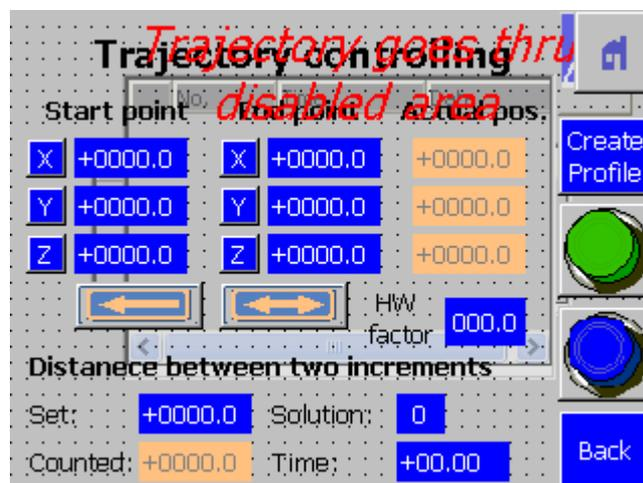 Trajectory controlling
Trajectory goes thru
disabled area
No.
Start point
Actual pos.
X +0000.0 X +0000.0 +0000.0
Y +0000.0 Y +0000.0 +0000.0
Z +0000.0 Z +0000.0 +0000.0
Create
Profile
HW
factor 000.0
Distanece between two increments
Set: +0000.0 Solution: 0
Counted: +0000.0 Time: +00.00
Back